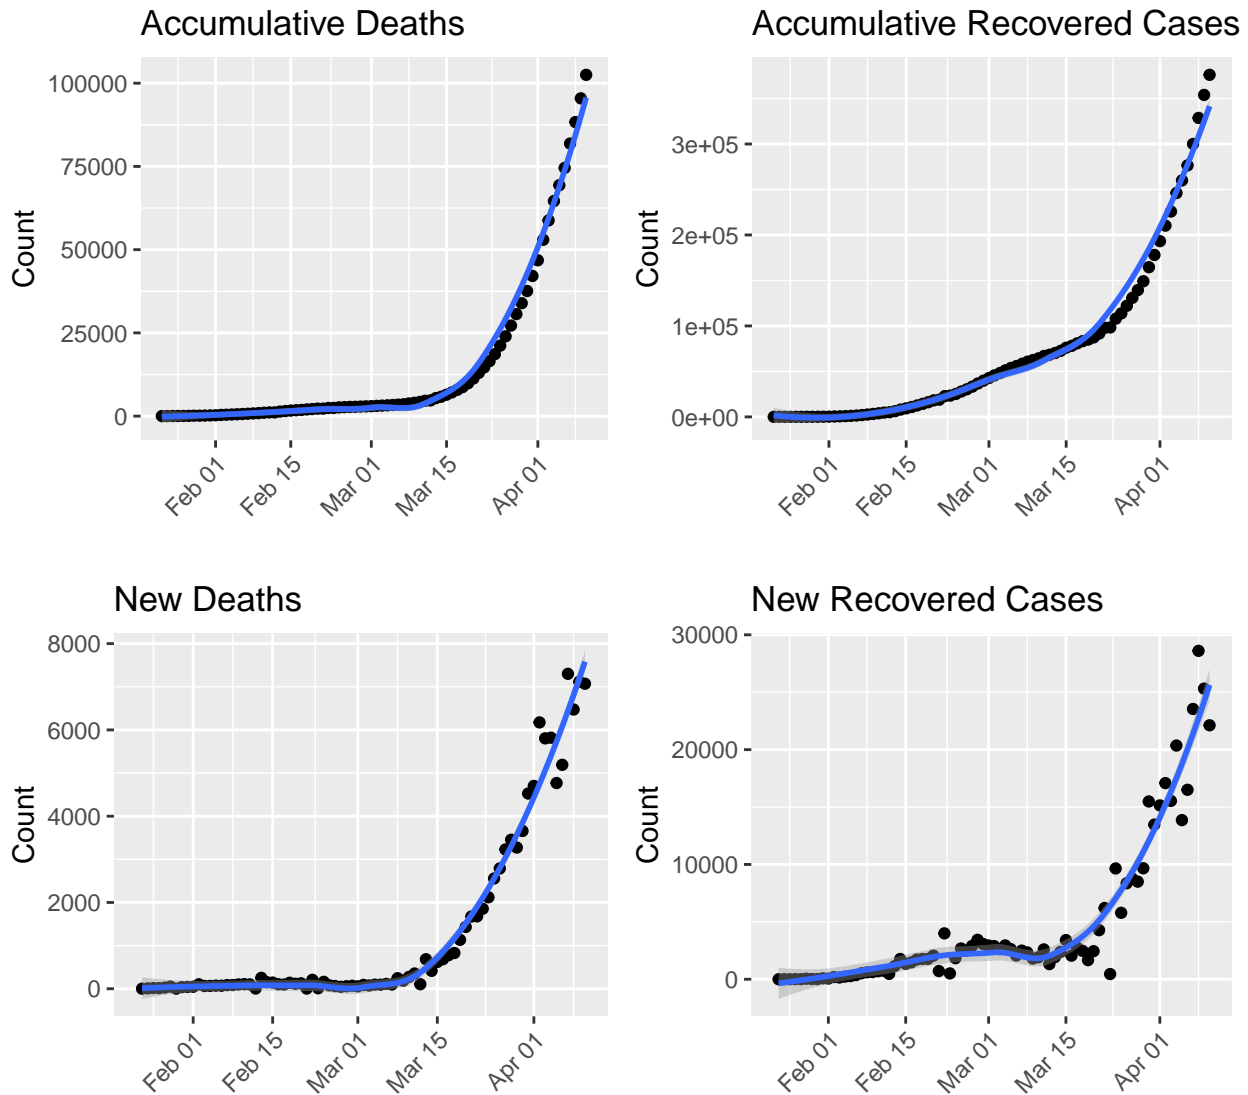 Accumulative Deaths
Count
100000
75000
50000
25000
0
Feb 01
Feb 15
Mar 01
Mar 15
Apr 01
Accumulative Recovered Cases
Count
3e+05
2e+05
1e+05
0e+00
Feb 01
Feb 15
Mar 01
Mar 15
Apr 01
New Deaths
Count
8000
6000
4000
2000
0
Feb 01
Feb 15
Mar 01
Mar 15
Apr 01
New Recovered Cases
Count
30000
20000
10000
0
Feb 01
Feb 15
Mar 01
Mar 15
Apr 01